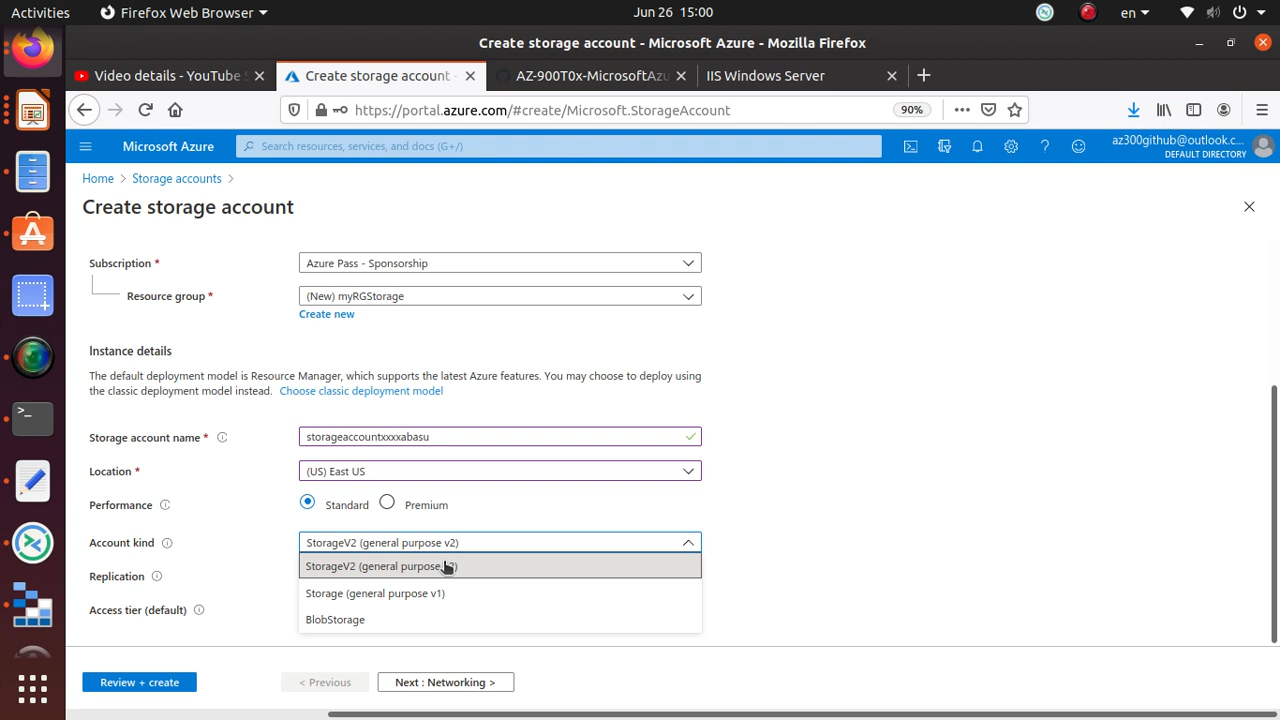 Activities
Firefox Web Browser
Jun 26 15:00
en
Create storage account - Microsoft Azure - Mozilla Firefox
Video details - YouTube S
Create storage account -
AZ-900T0x-MicrosoftAzu
IIS Windows Server
https://portal.azure.com/#create/Microsoft.StorageAccount
90%
Microsoft Azure
Search resources, services, and docs (G+/)
az300github@outlook.c...
DEFAULT DIRECTORY
Home > Storage accounts >
Create storage account
Subscription *
Azure Pass - Sponsorship
Resource group *
(New) myRGStorage
Create new
Instance details
The default deployment model is Resource Manager, which supports the latest Azure features. You may choose to deploy using
the classic deployment model instead. Choose classic deployment model
Storage account name *
storageaccountxxxxabasu
Location *
(US) East US
Performance
Standard
Premium
Account kind
StorageV2 (general purpose v2)
StorageV2 (general purpose
Storage (general purpose v1)
BlobStorage
Replication
Access tier (default)
Review + create
< Previous
Next : Networking >